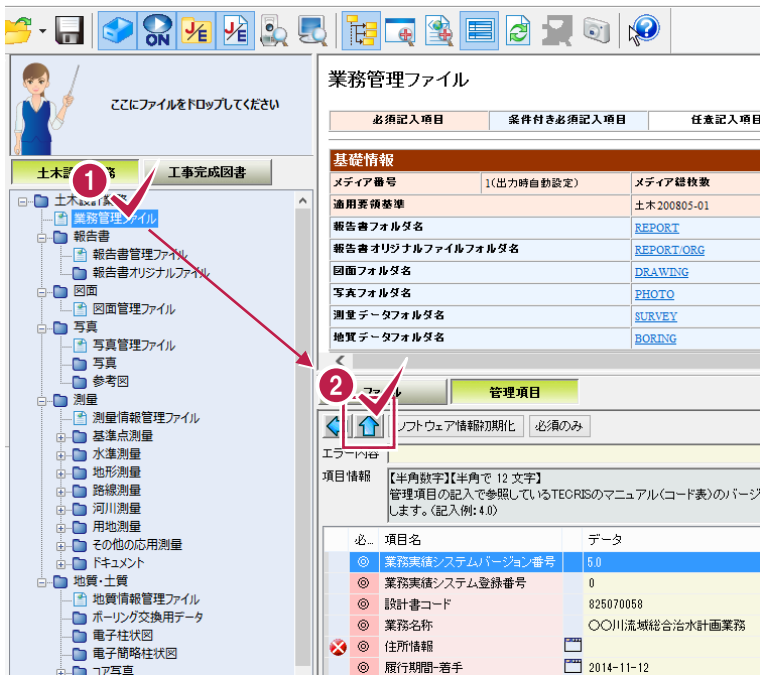 ON
J/E
J/E
ここにファイルをドロップしてください
1
工事完成図書
土木設計業務
業務管理ファイル
報告書
報告書管理ファイル
報告書オリジナルファイル
図面
図面管理ファイル
写真
写真管理ファイル
写真
参考図
測量
測量情報管理ファイル
基準点測量
水準測量
地形測量
路線測量
河川測量
用地測量
その他の応用測量
ドキュメント
地質・土質
地質情報管理ファイル
ボーリング交換用データ
電子柱状図
電子簡略柱状図
コア写真
業務管理ファイル
必須記入項目 条件付き必須記入項目 任意記入項目
基礎情報
メディア番号 1(出力時自動設定) メディア総枚数
適用要領基準 土木200805-01
報告書フォルダ名 REPORT
報告書オリジナルファイルフォルダ名 REPORT/ORG
図面フォルダ名 DRAWING
写真フォルダ名 PHOTO
測量データフォルダ名 SURVEY
地質データフォルダ名 BORING
2
管理項目
ソフトウェア情報初期化 必須のみ
エラー内容
項目情報
【半角数字】【半角で 12 文字】
管理項目の記入で参照しているTECRISのマニュアル(コード表)のバージ
します。(記入例:4.0)
必... 項目名 データ
◎ 業務実績システムバージョン番号 5.0
◎ 業務実績システム登録番号 0
◎ 設計書コード 825070058
◎ 業務名称 〇〇川流域総合治水計画業務
◎ 住所情報
◎ 履行期間-着手 2014-11-12